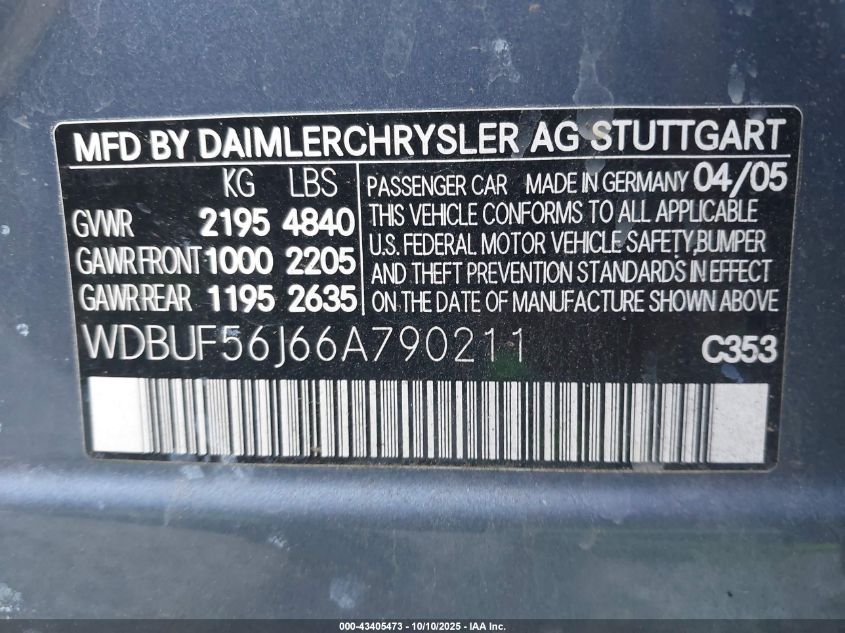 MFD BY DAIMLERCHRYSLER AG STUTTGART
KG LBS
GVWR 2195 4840
GAWR FRONT 1000 2205
GAWR REAR 1195 2635
PASSENGER CAR MADE IN GERMANY 04/05
THIS VEHICLE CONFORMS TO ALL APPLICABLE
U.S. FEDERAL MOTOR VEHICLE SAFETY,BUMPER
AND THEFT PREVENTION STANDARDS IN EFFECT
ON THE DATE OF MANUFACTURE SHOWN ABOVE
WDBUF56J66A790211 C353
000-43405473 - 10/10/2025 - IAA Inc.